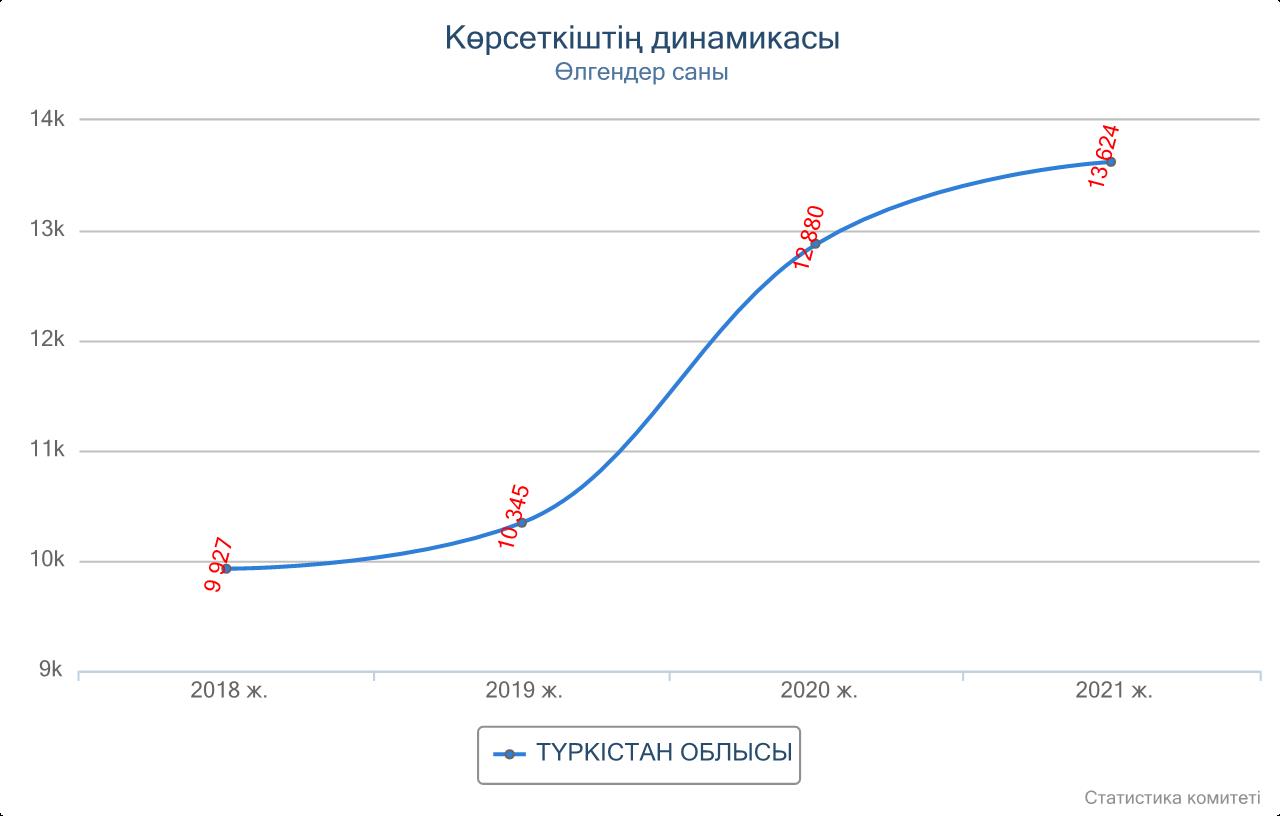 Көрсеткіштің динамикасы
Өлгендер саны
14k
13k
12k
11k
10k
9k
9 927
10 345
12 880
13 624
2018 ж.
2019 ж.
2020 ж.
2021 ж.
ТҮРКІСТАН ОБЛЫСЫ
Статистика комитеті